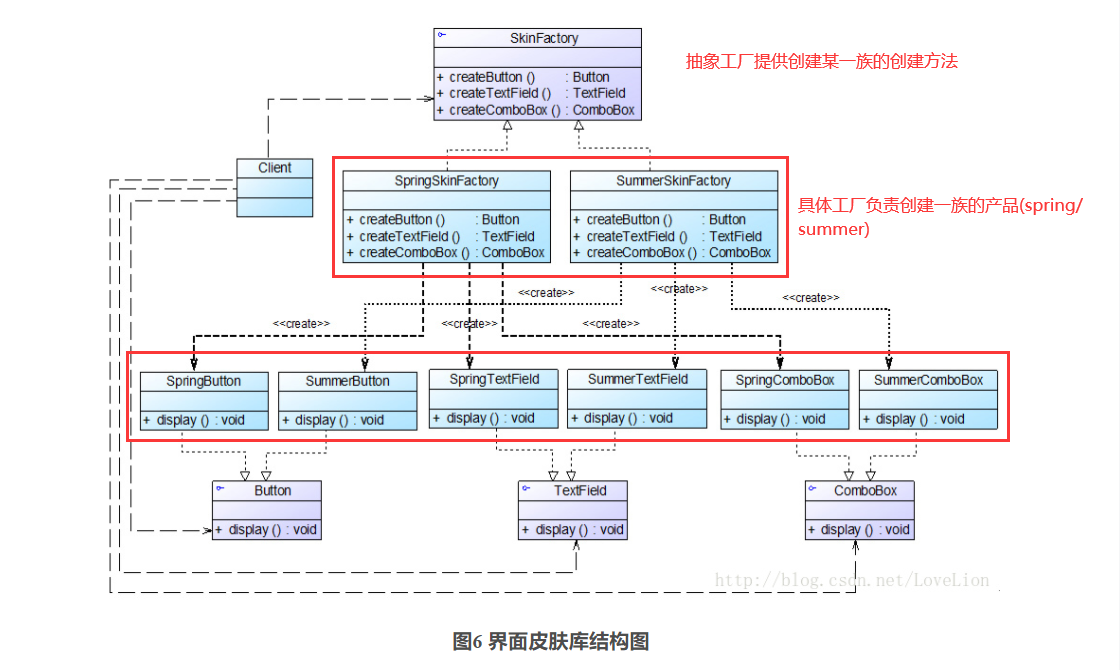 SkinFactory
抽象工厂提供创建某一族的创建方法
+ createButton () : Button
+ createTextField () : TextField
+ createComboBox () : ComboBox
Client
SpringSkinFactory
+ createButton () : Button
+ createTextField () : TextField
+ createComboBox () : ComboBox
SummerSkinFactory
+ createButton () : Button
+ createTextField () : TextField
+ createComboBox () : ComboBox
具体工厂负责创建一族的产品(spring/
summer)
<<create>>
<<create>>
<<create>>
<<create>>
<<create>>
<<create>>
SpringButton
+ display () : void
SummerButton
+ display () : void
SpringTextField
+ display () : void
SummerTextField
+ display () : void
SpringComboBox
+ display () : void
SummerComboBox
+ display () : void
Button
+ display () : void
TextField
+ display () : void
ComboBox
+ display () : void
http://blog.csdn.net/LoveLion
图6 界面皮肤库结构图